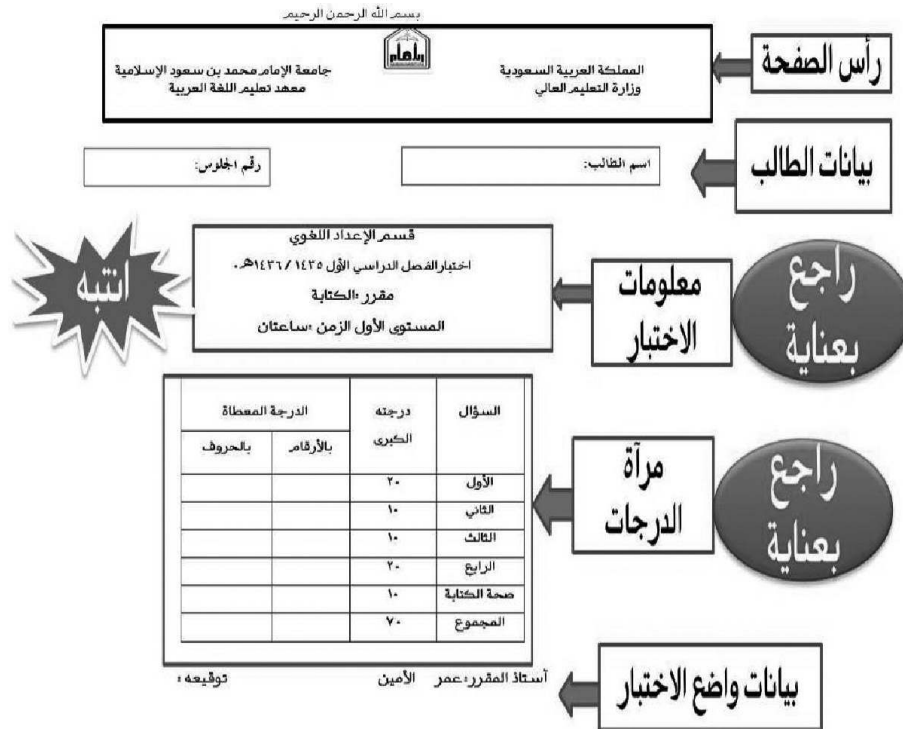 بسم الله الرحمن الرحيم
رأس الصفحة
المملكة العربية السعودية
وزارة التعليم العالي
جامعة الإمام محمد بن سعود الإسلامية
معهد تعليم اللغة العربية
بيانات الطالب
اسم الطالب:
رقم الجلوس:
راجع
بعناية
معلومات
الاختبار
قسم الإعداد اللغوي
اختبار الفصل الدراسي الأول ١٤٣٥ / ١٤٣٦هـ.
مقرر :الكتابة
المستوى الأول الزمن :ساعتان
انتبه
راجع
بعناية
مرآة
الدرجات
السؤال درجته الكبرى الدرجة المعطاة
بالأرقام بالحروف
الأول ٢٠
الثاني ١٠
الثالث ١٠
الرابع ٢٠
صحة الكتابة ١٠
المجموع ٧٠
بيانات واضع الاختبار
آستاذ المقرر: عمر الأمين توقيعه :